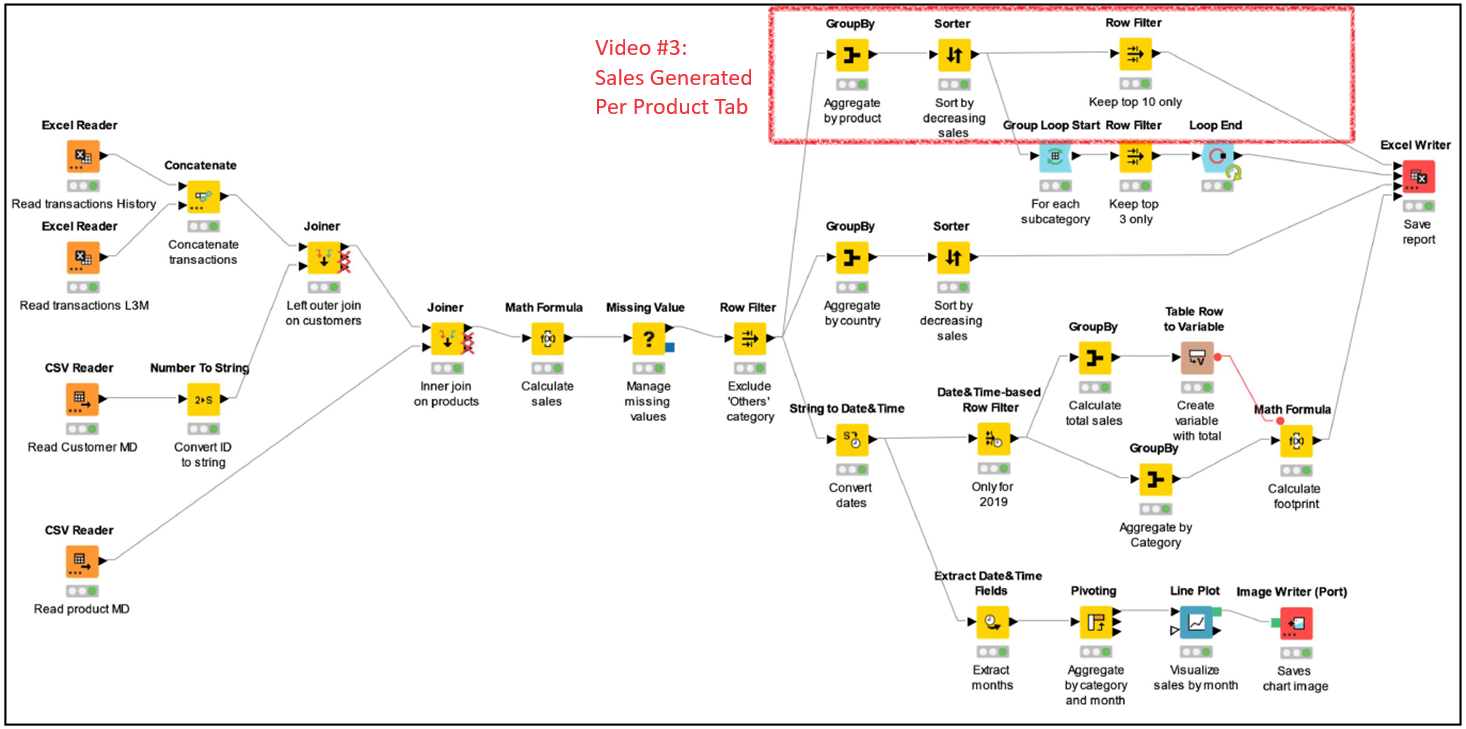 Video #3:
Sales Generated
Per Product Tab
GroupBy
Aggregate
by product
Sorter
Sort by
decreasing
sales
Row Filter
Keep top 10 only
Group Loop Start
For each
subcategory
Row Filter
Keep top
3 only
Loop End
Excel Writer
Save
report
Excel Reader
Read transactions History
Excel Reader
Read transactions L3M
Concatenate
Concatenate
transactions
Joiner
Left outer join
on customers
CSV Reader
Read Customer MD
Number To String
2▸S
Convert ID
to string
CSV Reader
Read product MD
Joiner
Inner join
on products
Math Formula
f(x)
Calculate
sales
Missing Value
?
Manage
missing
values
Row Filter
Exclude
'Others'
category
GroupBy
Aggregate
by country
Sorter
Sort by
decreasing
sales
String to Date&Time
S
Convert
dates
Date&Time-based
Row Filter
Only for
2019
GroupBy
Calculate
total sales
Table Row
to Variable
V
Create
variable
with total
GroupBy
Aggregate by
Category
Math Formula
f(x)
Calculate
footprint
Extract Date&Time
Fields
Extract
months
Pivoting
Aggregate
by category
and month
Line Plot
Visualize
sales by month
Image Writer (Port)
Saves
chart image